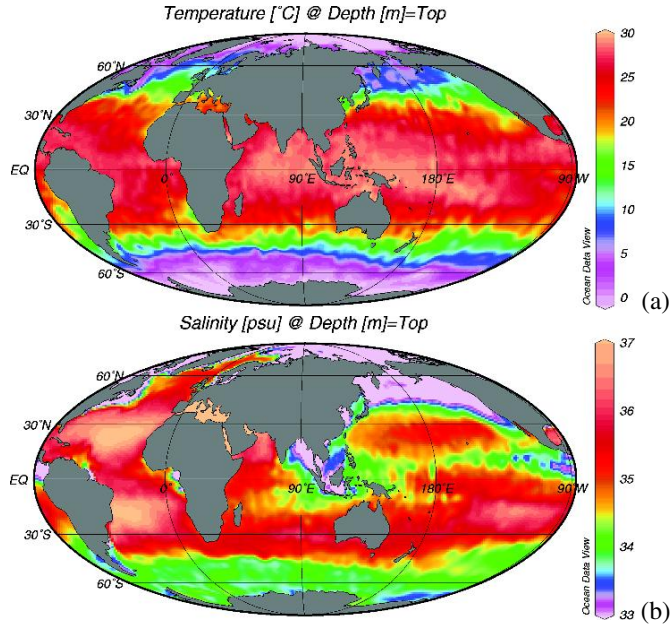 Temperature [˚C] @ Depth [m]=Top
60˚N
30˚N
EQ
30˚S
60˚S
0˚
90˚E
180˚E
90˚W
30
25
20
15
10
5
0
Ocean Data View
(a)
Salinity [psu] @ Depth [m]=Top
60˚N
30˚N
EQ
30˚S
60˚S
0˚
90˚E
180˚E
90˚W
37
36
35
34
33
Ocean Data View
(b)